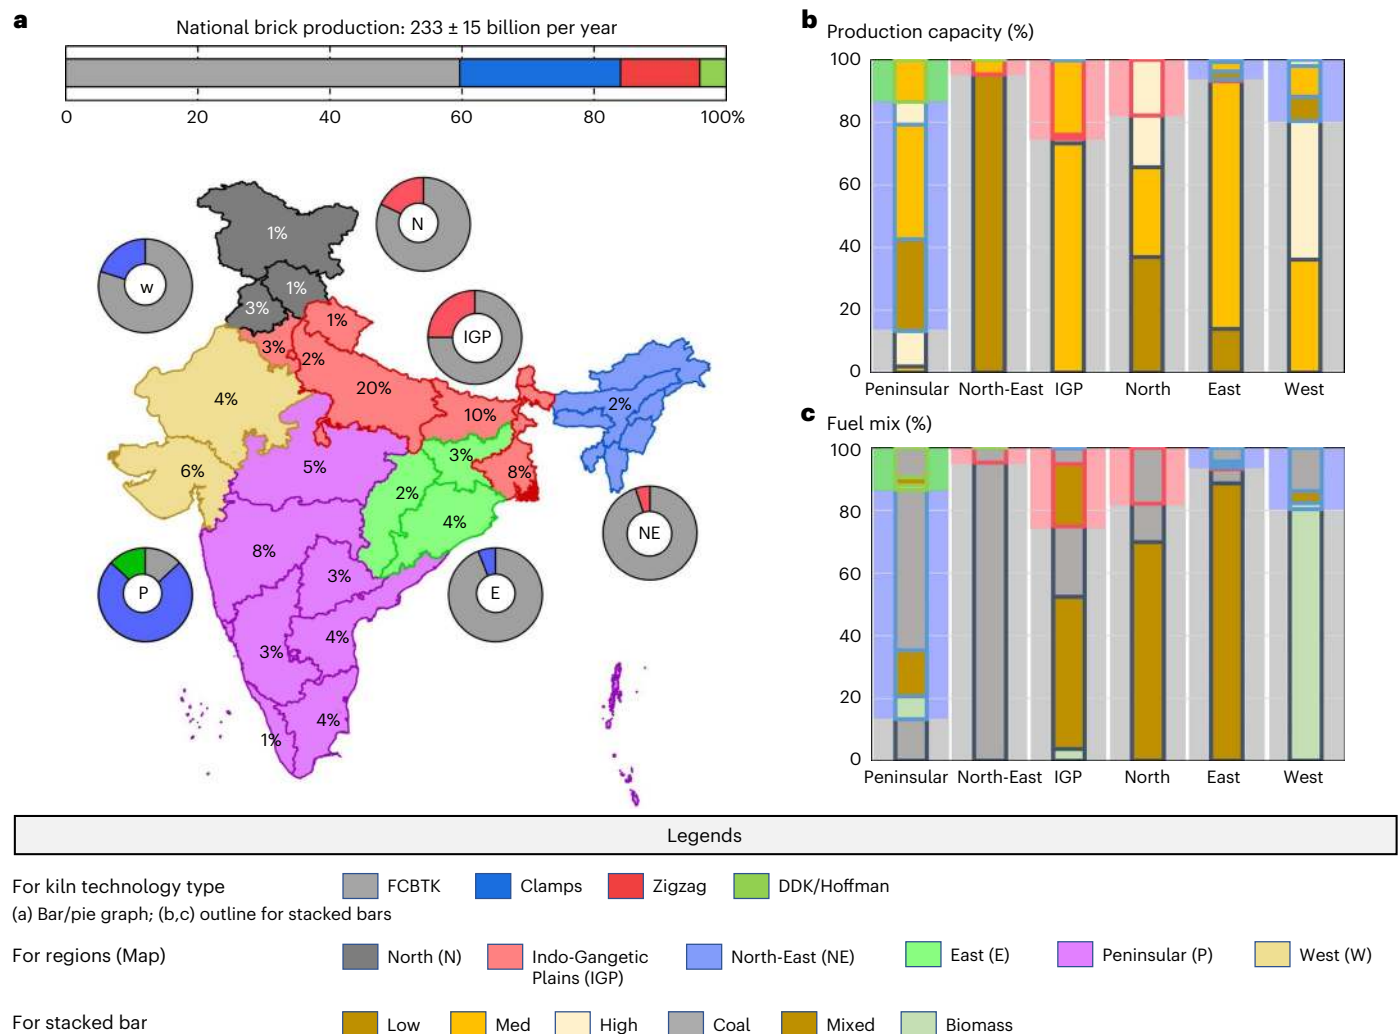 a
National brick production: 233 ± 15 billion per year
0 20 40 60 80 100%
N
w
IGP
NE
E
P
1%
1%
3%
1%
3%
2%
20%
10%
8%
4%
6%
5%
3%
2%
4%
2%
8%
3%
4%
3%
4%
1%
b
Production capacity (%)
100
80
60
40
20
0
Peninsular North-East IGP North East West
c
Fuel mix (%)
100
80
60
40
20
0
Peninsular North-East IGP North East West
Legends
For kiln technology type FCBTK Clamps Zigzag DDK/Hoffman
(a) Bar/pie graph; (b,c) outline for stacked bars
For regions (Map) North (N) Indo-Gangetic North-East (NE) East (E) Peninsular (P) West (W)
Plains (IGP)
For stacked bar Low Med High Coal Mixed Biomass